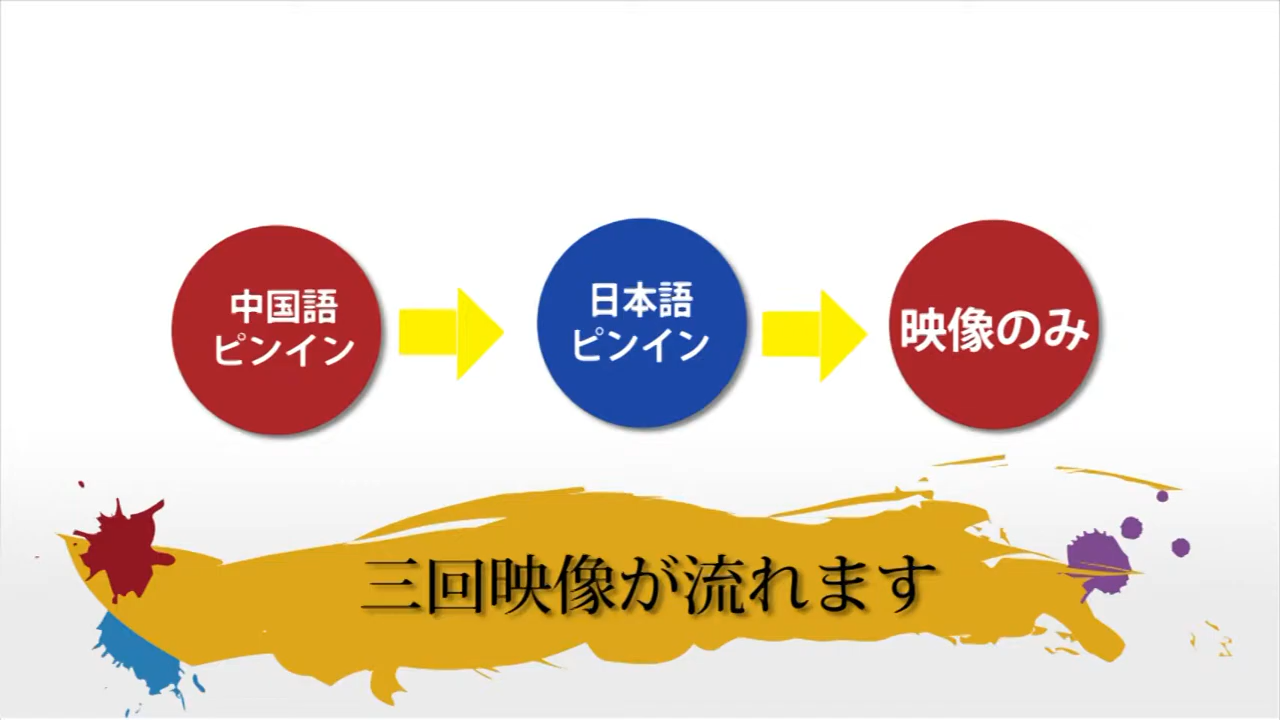 中国語
ピンイン
日本語
ピンイン
映像のみ
三回映像が流れます